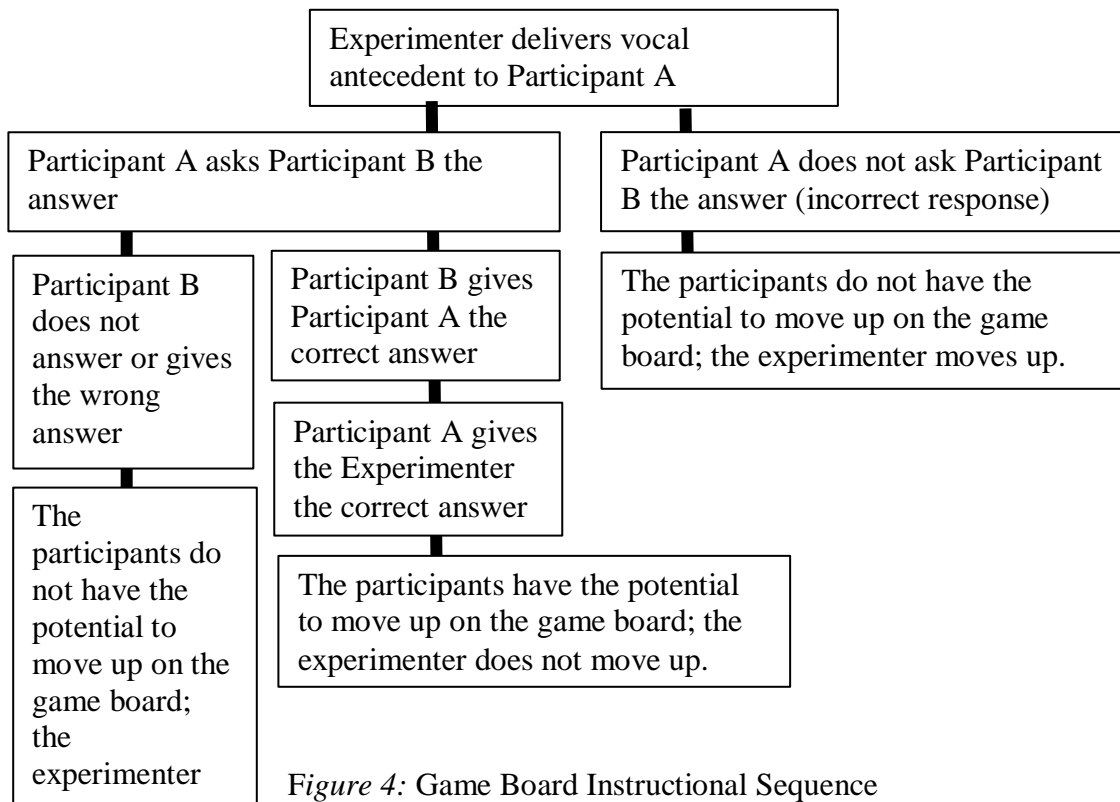 Experimenter delivers vocal
antecedent to Participant A
Participant A asks Participant B the
answer
Participant A does not ask Participant
B the answer (incorrect response)
Participant B
does not
answer or gives
the wrong
answer
Participant B gives
Participant A the
correct answer
The participants do not have the
potential to move up on the game
board; the experimenter moves up.
Participant A gives
the Experimenter
the correct answer
The
participants do
not have the
potential to
move up on the
game board;
the
experimenter
The participants have the potential
to move up on the game board; the
experimenter does not move up.
Figure 4: Game Board Instructional Sequence